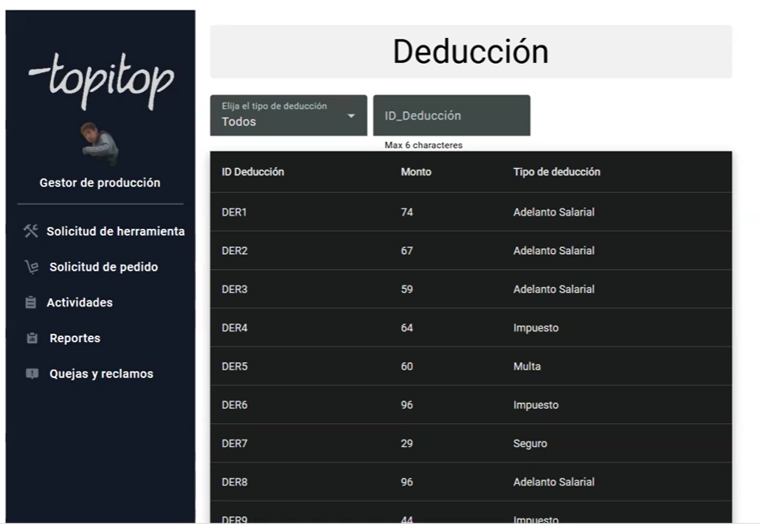 -topitop
Gestor de producción
Solicitud de herramienta
Solicitud de pedido
Actividades
Reportes
Quejas y reclamos
Deducción
Elija el tipo de deducción
Todos
ID_Deducción
Max 6 characteres
ID Deducción Monto Tipo de deducción
DER1 74 Adelanto Salarial
DER2 67 Adelanto Salarial
DER3 59 Adelanto Salarial
DER4 64 Impuesto
DER5 60 Multa
DER6 96 Impuesto
DER7 29 Seguro
DER8 96 Adelanto Salarial
DER9 44 Impuesto